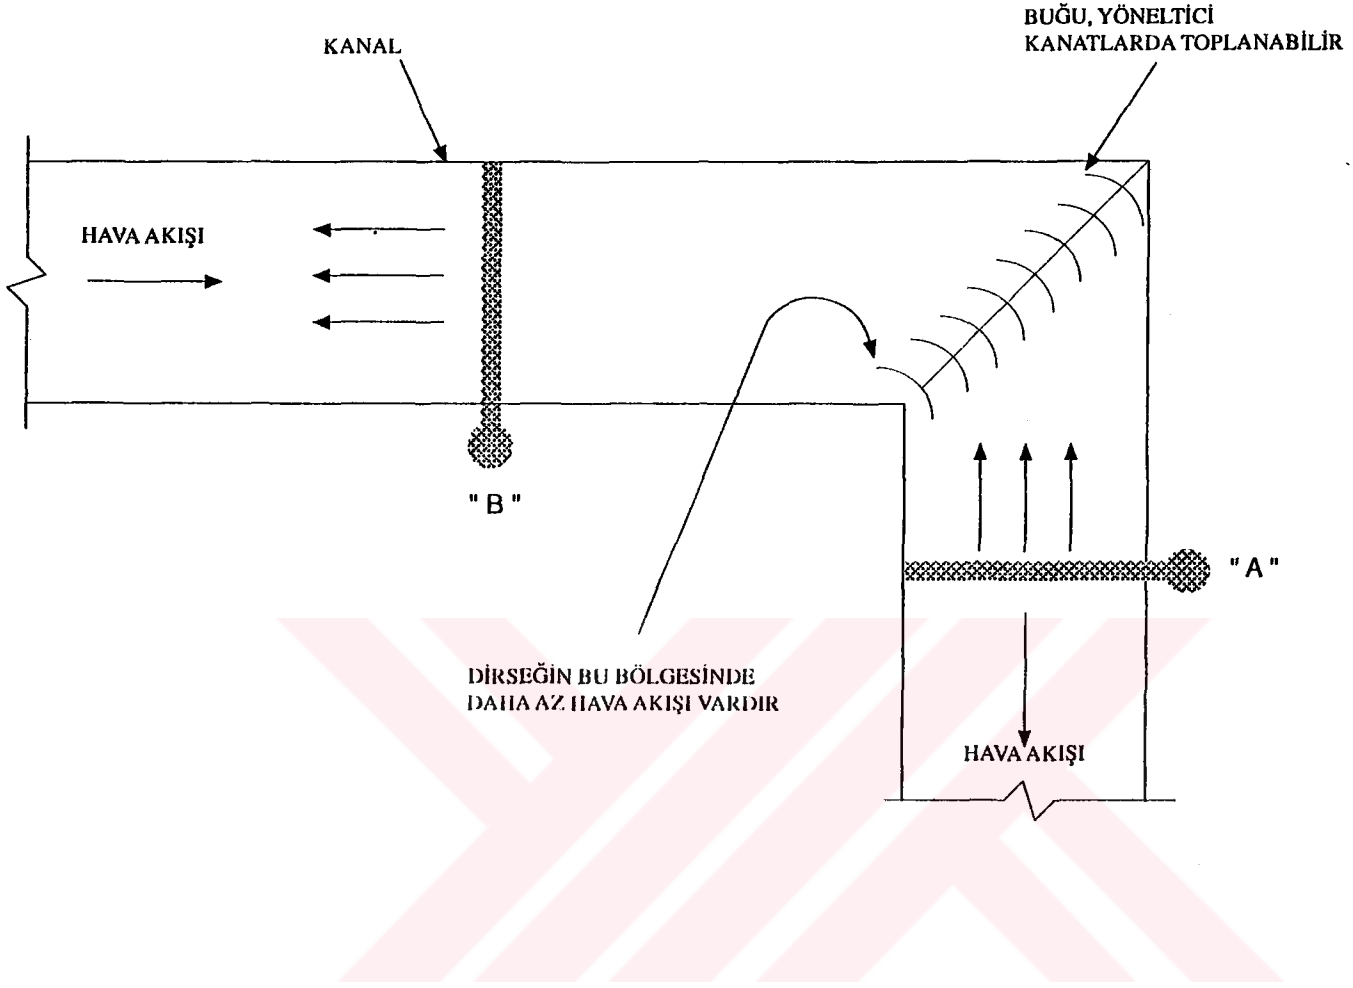 BUĞU, YÖNELTİCİ
KANATLARDA TOPLANABİLİR
KANAL
HAVA AKIŞI
"B"
"A"
DİRSEĞİN BU BÖLGESİNDE
DAHA AZ HAVA AKIŞI VARDIR
HAVA AKIŞI